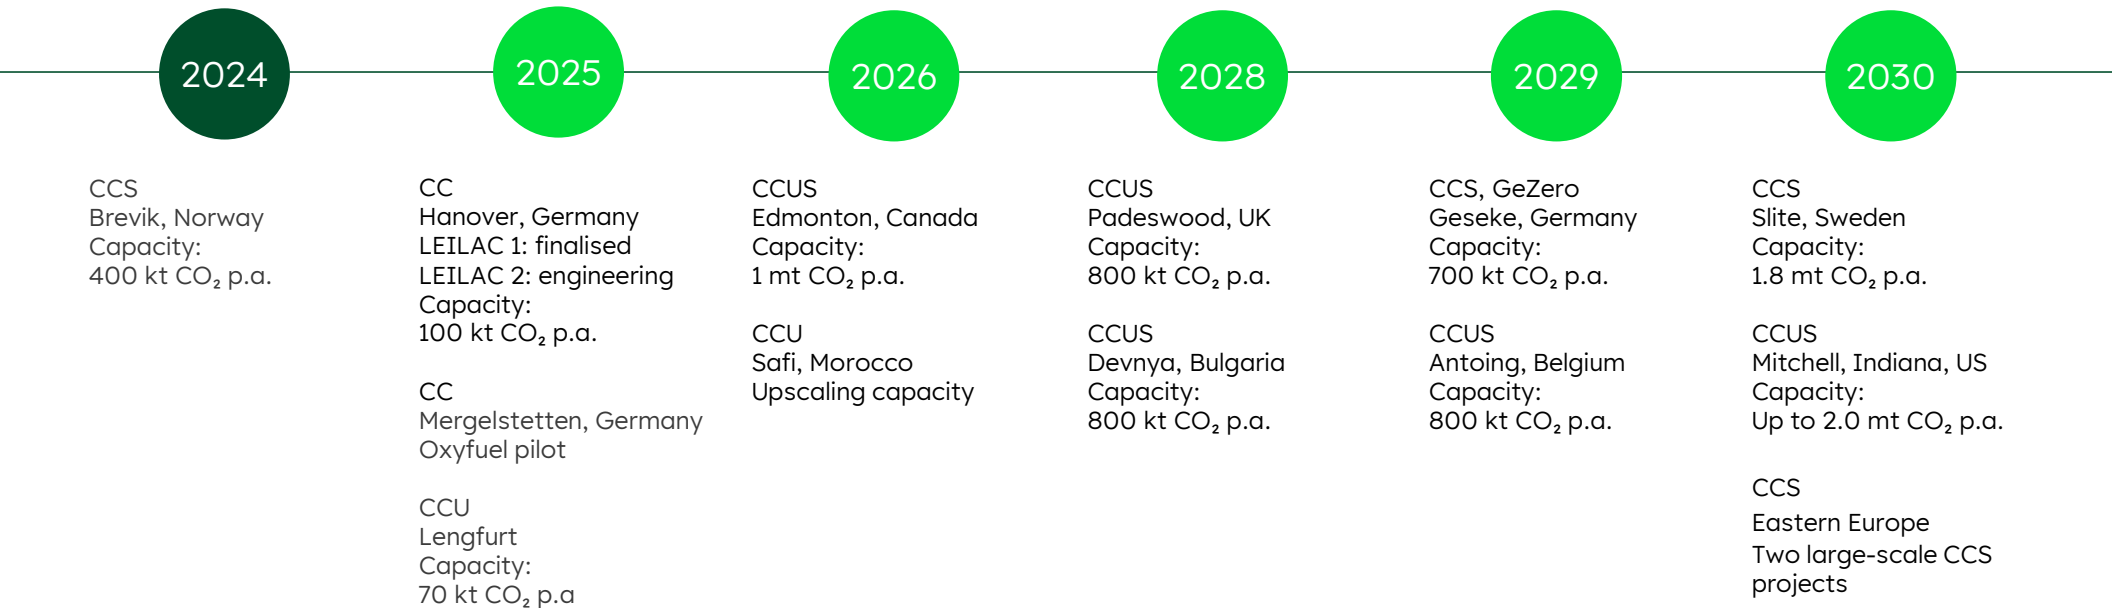 2024
CCS
Brevik, Norway
Capacity:
400 kt CO₂ p.a.
2025
CC
Hanover, Germany
LEILAC 1: finalised
LEILAC 2: engineering
Capacity:
100 kt CO₂ p.a.
CC
Mergelstetten, Germany
Oxyfuel pilot
CCU
Lengfurt
Capacity:
70 kt CO₂ p.a
2026
CCUS
Edmonton, Canada
Capacity:
1 mt CO₂ p.a.
CCU
Safi, Morocco
Upscaling capacity
2028
CCUS
Padeswood, UK
Capacity:
800 kt CO₂ p.a.
CCUS
Devnya, Bulgaria
Capacity:
800 kt CO₂ p.a.
2029
CCS, GeZero
Geseke, Germany
Capacity:
700 kt CO₂ p.a.
CCUS
Antoing, Belgium
Capacity:
800 kt CO₂ p.a.
2030
CCS
Slite, Sweden
Capacity:
1.8 mt CO₂ p.a.
CCUS
Mitchell, Indiana, US
Capacity:
Up to 2.0 mt CO₂ p.a.
CCS
Eastern Europe
Two large-scale CCS
projects